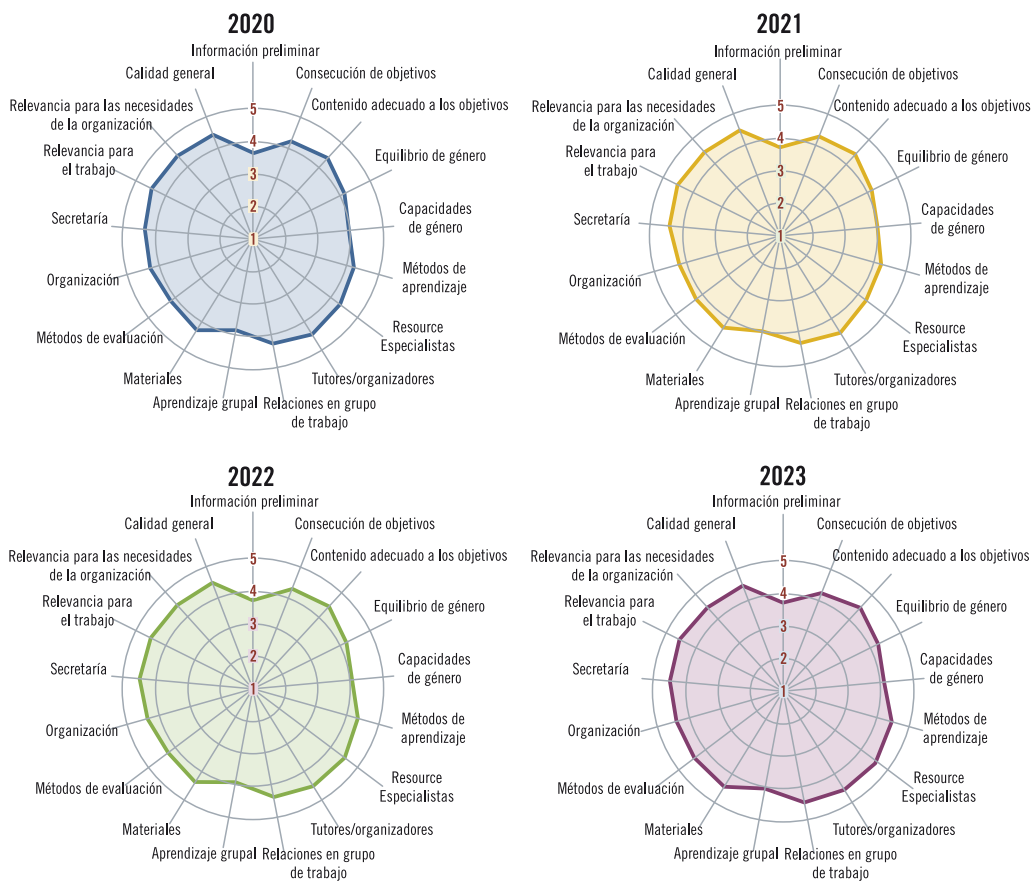 2020
Información preliminar
Calidad general
Consecución de objetivos
Relevancia para las necesidades
de la organización
Contenido adecuado a los objetivos
Relevancia para
el trabajo
Equilibrio de género
Secretaría
Capacidades
de género
Organización
Métodos de
aprendizaje
Métodos de evaluación
Resource
Especialistas
Materiales
Tutores/organizadores
Aprendizaje grupal
Relaciones en grupo
de trabajo
5
4
3
2
1
2021
Información preliminar
Calidad general
Consecución de objetivos
Relevancia para las necesidades
de la organización
Contenido adecuado a los objetivos
Relevancia para
el trabajo
Equilibrio de género
Secretaría
Capacidades
de género
Organización
Métodos de
aprendizaje
Métodos de evaluación
Resource
Especialistas
Materiales
Tutores/organizadores
Aprendizaje grupal
Relaciones en grupo
de trabajo
5
4
3
2
1
2022
Información preliminar
Calidad general
Consecución de objetivos
Relevancia para las necesidades
de la organización
Contenido adecuado a los objetivos
Relevancia para
el trabajo
Equilibrio de género
Secretaría
Capacidades
de género
Organización
Métodos de
aprendizaje
Métodos de evaluación
Resource
Especialistas
Materiales
Tutores/organizadores
Aprendizaje grupal
Relaciones en grupo
de trabajo
5
4
3
2
1
2023
Información preliminar
Calidad general
Consecución de objetivos
Relevancia para las necesidades
de la organización
Contenido adecuado a los objetivos
Relevancia para
el trabajo
Equilibrio de género
Secretaría
Capacidades
de género
Organización
Métodos de
aprendizaje
Métodos de evaluación
Resource
Especialistas
Materiales
Tutores/organizadores
Aprendizaje grupal
Relaciones en grupo
de trabajo
5
4
3
2
1